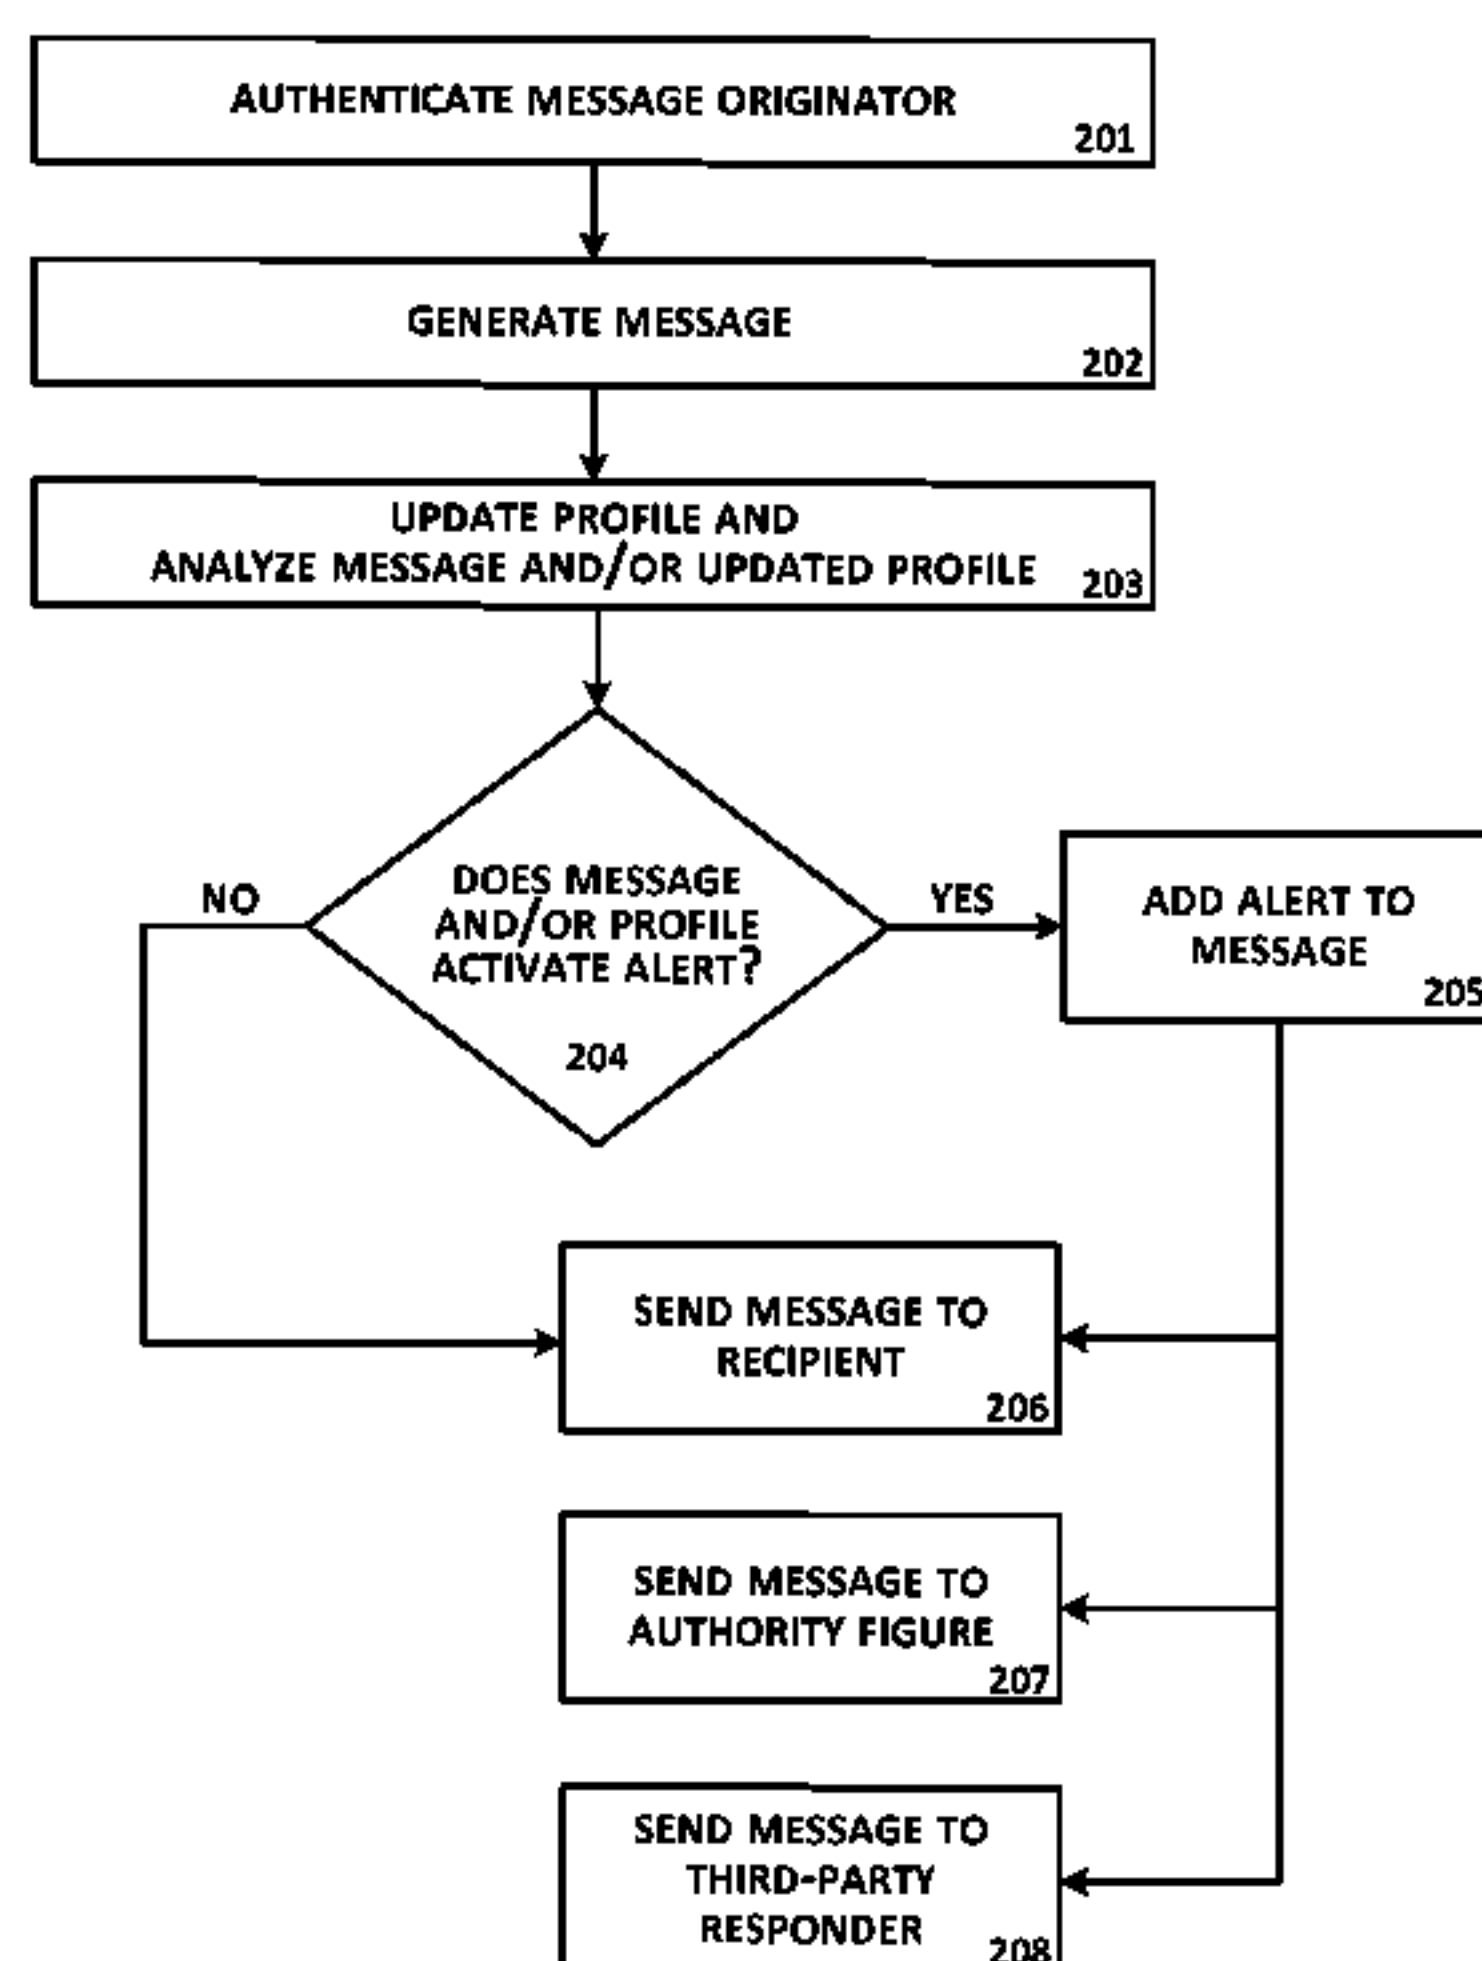 AUTHENTICATE MESSAGE ORIGINATOR
201
GENERATE MESSAGE
202
UPDATE PROFILE AND
ANALYZE MESSAGE AND/OR UPDATED PROFILE
203
DOES MESSAGE
AND/OR PROFILE
ACTIVATE ALERT?
204
NO
YES
ADD ALERT TO
MESSAGE
205
SEND MESSAGE TO
RECIPIENT
206
SEND MESSAGE TO
AUTHORITY FIGURE
207
SEND MESSAGE TO
THIRD-PARTY
RESPONDER
208